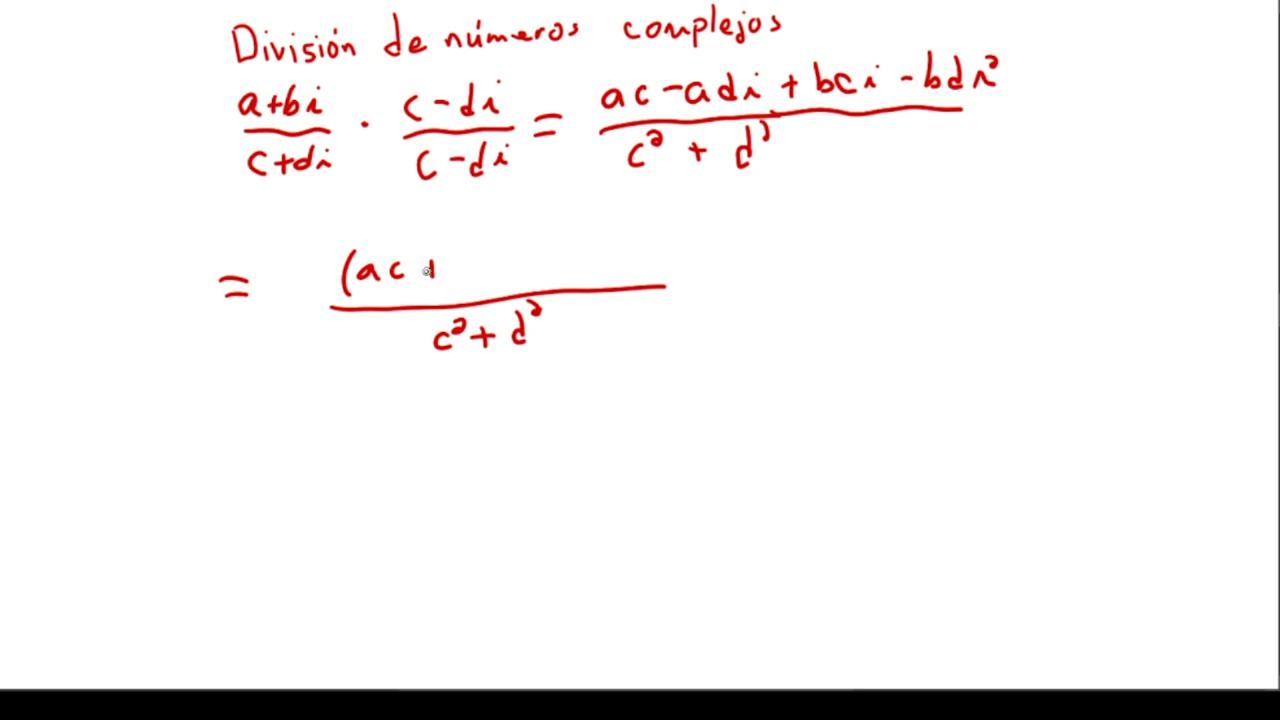 División de números complejos
a+bi / c+di · c-di / c-di = ac - adi + bci - bdi² / c² + d²
= (ac + / c² + d²